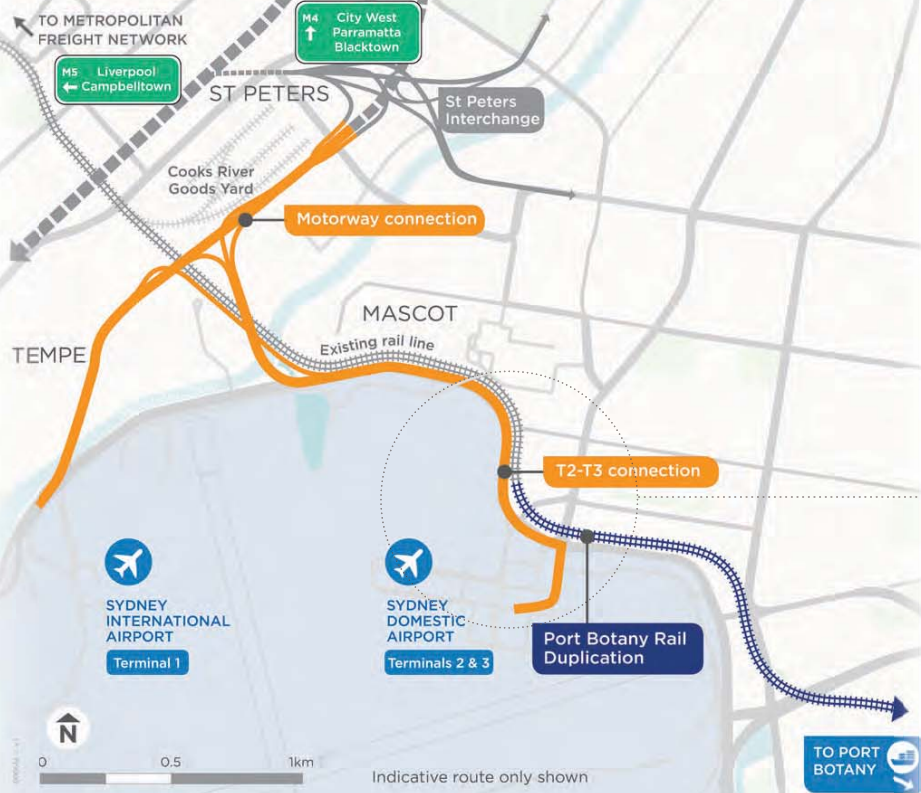 TO METROPOLITAN
FREIGHT NETWORK
M4
City West
Parramatta
Blacktown
M5
Liverpool
Campbelltown
ST PETERS
St Peters
Interchange
Cooks River
Goods Yard
Motorway connection
MASCOT
Existing rail line
TEMPE
T2-T3 connection
SYDNEY
INTERNATIONAL
AIRPORT
Terminal 1
SYDNEY
DOMESTIC
AIRPORT
Terminals 2 & 3
Port Botany Rail
Duplication
N
0 0.5 1km
Indicative route only shown
TO PORT
BOTANY